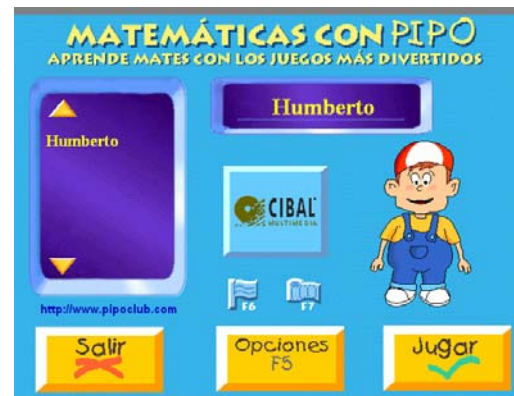 MATEMÁTICAS CON PIPO
APRENDE MATES CON LOS JUEGOS MÁS DIVERTIDOS
Humberto
Humberto
CIBAL
MULTIMEDIA
F6
F7
http://www.pipoclub.com
Salir
Opciones
F5
Jugar